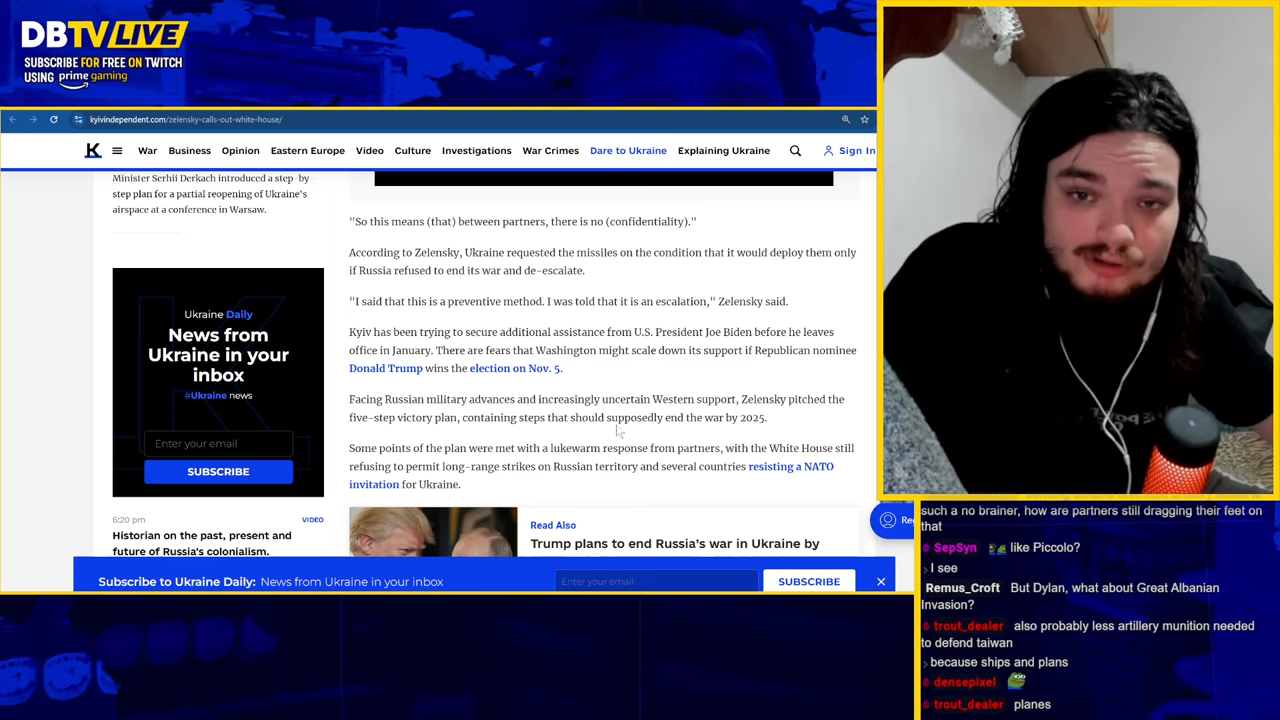 DBTV LIVE
SUBSCRIBE FOR FREE ON TWITCH
USING prime gaming
kyivindependent.com/zelensky-calls-out-white-house/
K
War Business Opinion Eastern Europe Video Culture Investigations War Crimes Dare to Ukraine Explaining Ukraine Sign In
Minister Serhii Derkach introduced a step-by-
step plan for a partial reopening of Ukraine's
airspace at a conference in Warsaw.
Ukraine Daily
News from
Ukraine in your
inbox
#Ukraine news
Enter your email
SUBSCRIBE
6:20 pm VIDEO
Historian on the past, present and
future of Russia's colonialism.
"So this means (that) between partners, there is no (confidentiality)."
According to Zelensky, Ukraine requested the missiles on the condition that it would deploy them only
if Russia refused to end its war and de-escalate.
"I said that this is a preventive method. I was told that it is an escalation," Zelensky said.
Kyiv has been trying to secure additional assistance from U.S. President Joe Biden before he leaves
office in January. There are fears that Washington might scale down its support if Republican nominee
Donald Trump wins the election on Nov. 5.
Facing Russian military advances and increasingly uncertain Western support, Zelensky pitched the
five-step victory plan, containing steps that should supposedly end the war by 2025.
Some points of the plan were met with a lukewarm response from partners, with the White House still
refusing to permit long-range strikes on Russian territory and several countries resisting a NATO
invitation for Ukraine.
Read Also
Trump plans to end Russia's war in Ukraine by
Subscribe to Ukraine Daily: News from Ukraine in your inbox
Enter your email
SUBSCRIBE
Re
such a no brainer, how are partners still dragging their feet on
that
SepSyn like Piccolo?
I see
Remus_Croft But Dylan, what about Great Albanian
Invasion?
trout_dealer also probably less artillery munition needed
to defend taiwan
because ships and plans
densepixel
trout_dealer planes